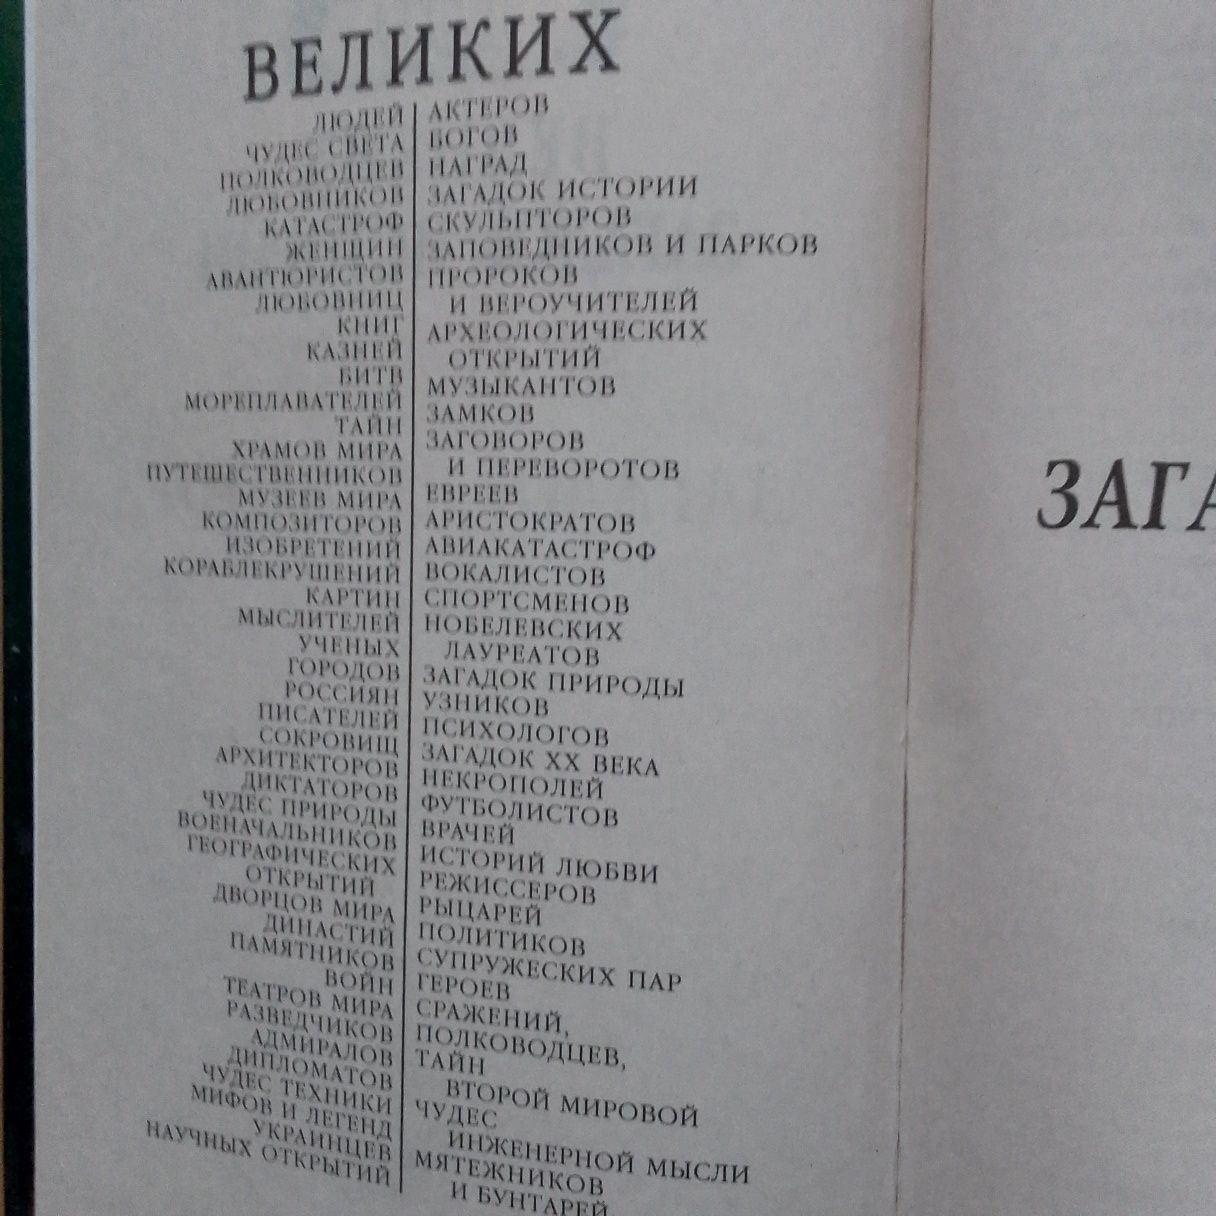 ВЕЛИКИХ
ЛЮДЕЙ
ЧУДЕС СВЕТА
ПОЛКОВОДЦЕВ
ЛЮБОВНИКОВ
КАТАСТРОФ
ЖЕНЩИН
АВАНТЮРИСТОВ
ЛЮБОВНИЦ
КНИГ
КАЗНЕЙ
БИТВ
МОРЕПЛАВАТЕЛЕЙ
ТАЙН
ХРАМОВ МИРА
ПУТЕШЕСТВЕННИКОВ
МУЗЕЕВ МИРА
КОМПОЗИТОРОВ
ИЗОБРЕТЕНИЙ
КОРАБЛЕКРУШЕНИЙ
КАРТИН
МЫСЛИТЕЛЕЙ
УЧЕНЫХ
ГОРОДОВ
РОССИЯН
ПИСАТЕЛЕЙ
СОКРОВИЩ
АРХИТЕКТОРОВ
ДИКТАТОРОВ
ЧУДЕС ПРИРОДЫ
ВОЕНАЧАЛЬНИКОВ
ГЕОГРАФИЧЕСКИХ
ОТКРЫТИЙ
ДВОРЦОВ МИРА
ДИНАСТИЙ
ПАМЯТНИКОВ
ВОЙН
ТЕАТРОВ МИРА
РАЗВЕДЧИКОВ
АДМИРАЛОВ
ДИПЛОМАТОВ
ЧУДЕС ТЕХНИКИ
МИФОВ И ЛЕГЕНД
УКРАИНЦЕВ
НАУЧНЫХ ОТКРЫТИЙ
АКТЕРОВ
БОГОВ
НАГРАД
ЗАГАДОК ИСТОРИИ
СКУЛЬПТОРОВ
ЗАПОВЕДНИКОВ И ПАРКОВ
ПРОРОКОВ
И ВЕРОУЧИТЕЛЕЙ
АРХЕОЛОГИЧЕСКИХ
ОТКРЫТИЙ
МУЗЫКАНТОВ
ЗАМКОВ
ЗАГОВОРОВ
И ПЕРЕВОРОТОВ
ЕВРЕЕВ
АРИСТОКРАТОВ
АВИАКАТАСТРОФ
ВОКАЛИСТОВ
СПОРТСМЕНОВ
НОБЕЛЕВСКИХ
ЛАУРЕАТОВ
ЗАГАДОК ПРИРОДЫ
УЗНИКОВ
ПСИХОЛОГОВ
ЗАГАДОК XX ВЕКА
НЕКРОПОЛЕЙ
ФУТБОЛИСТОВ
ВРАЧЕЙ
ИСТОРИЙ ЛЮБВИ
РЕЖИССЕРОВ
РЫЦАРЕЙ
ПОЛИТИКОВ
СУПРУЖЕСКИХ ПАР
ГЕРОЕВ
СРАЖЕНИЙ,
ПОЛКОВОДЦЕВ,
ТАЙН
ВТОРОЙ МИРОВОЙ
ЧУДЕС
ИНЖЕНЕРНОЙ МЫСЛИ
МЯТЕЖНИКОВ
И БУНТАРЕЙ
ЗАГА